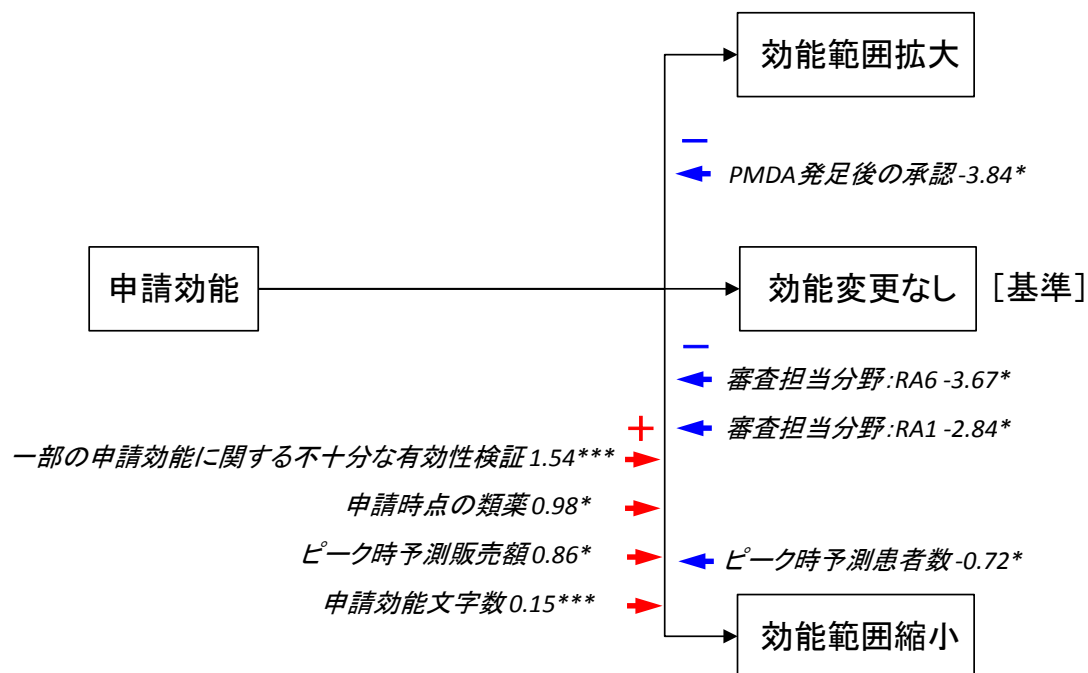 効能範囲拡大
－
PMDA発足後の承認 -3.84*
申請効能
効能変更なし [基準]
－
審査担当分野:RA6 -3.67*
＋
審査担当分野:RA1 -2.84*
一部の申請効能に関する不十分な有効性検証 1.54***
申請時点の類薬 0.98*
ピーク時予測販売額 0.86*
ピーク時予測患者数 -0.72*
申請効能文字数 0.15***
効能範囲縮小